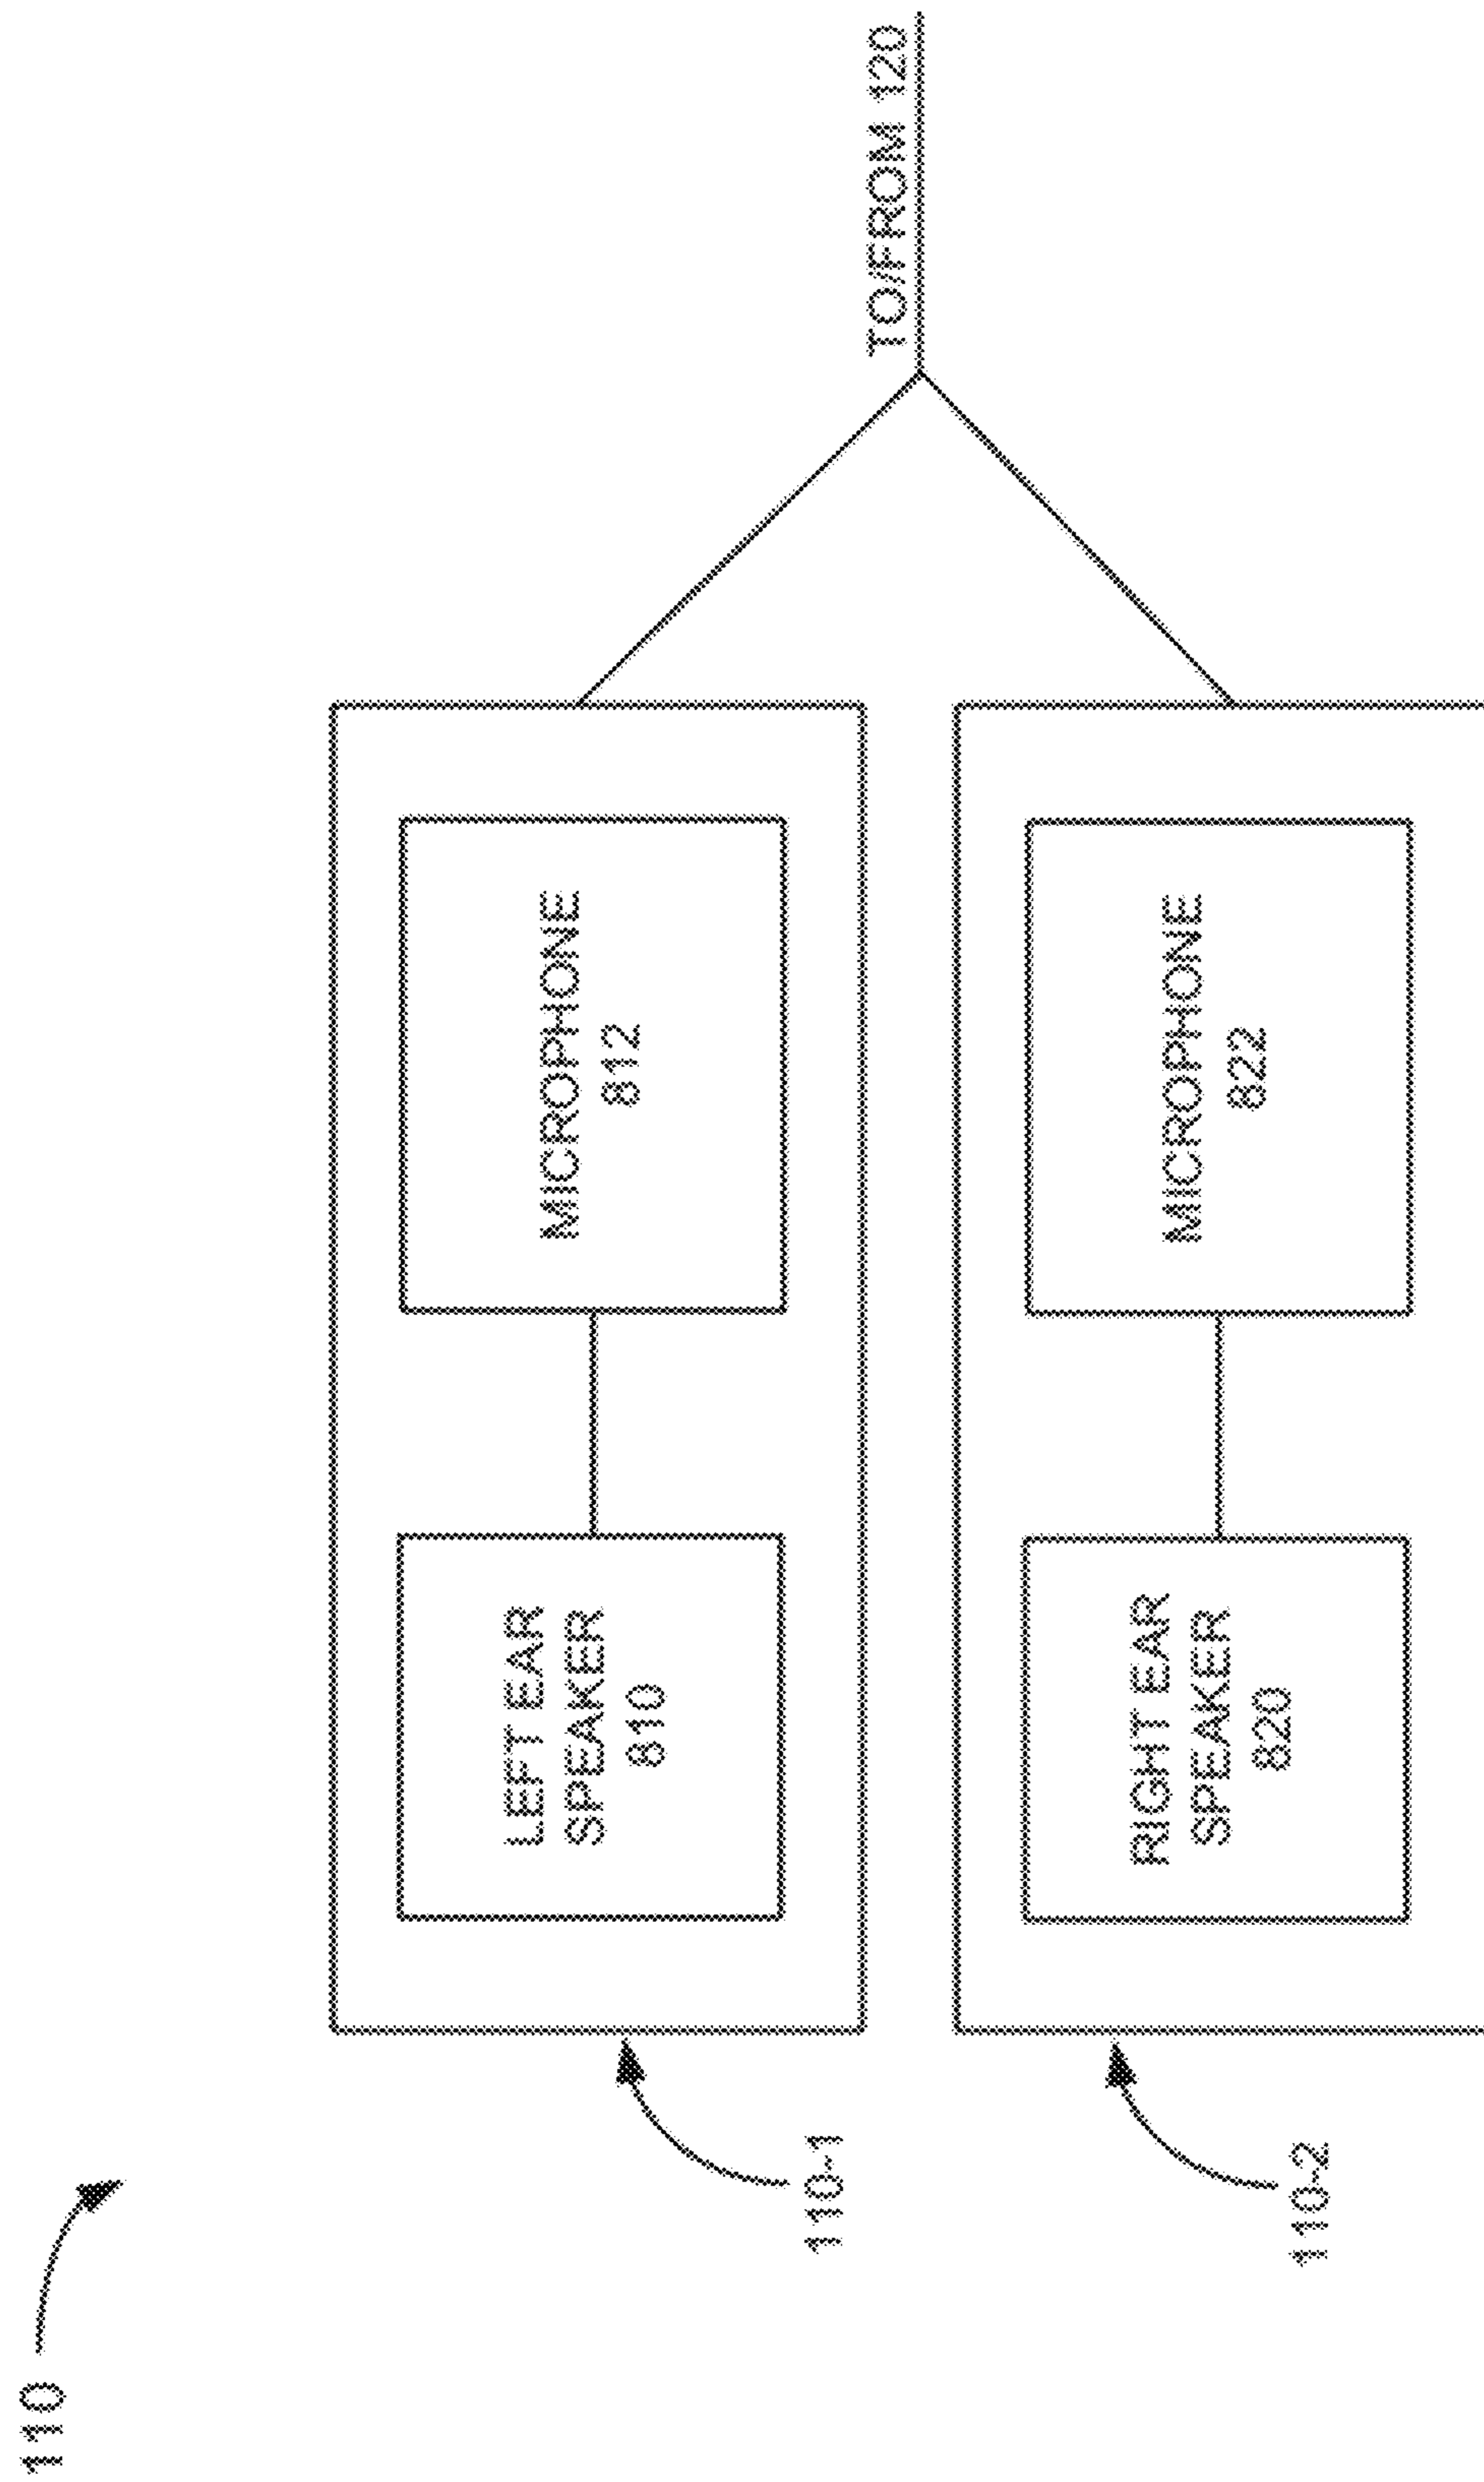 110
110-1
LEFT EAR
SPEAKER
810
MICROPHONE
812
TO/FROM 120
110-2
RIGHT EAR
SPEAKER
820
MICROPHONE
822